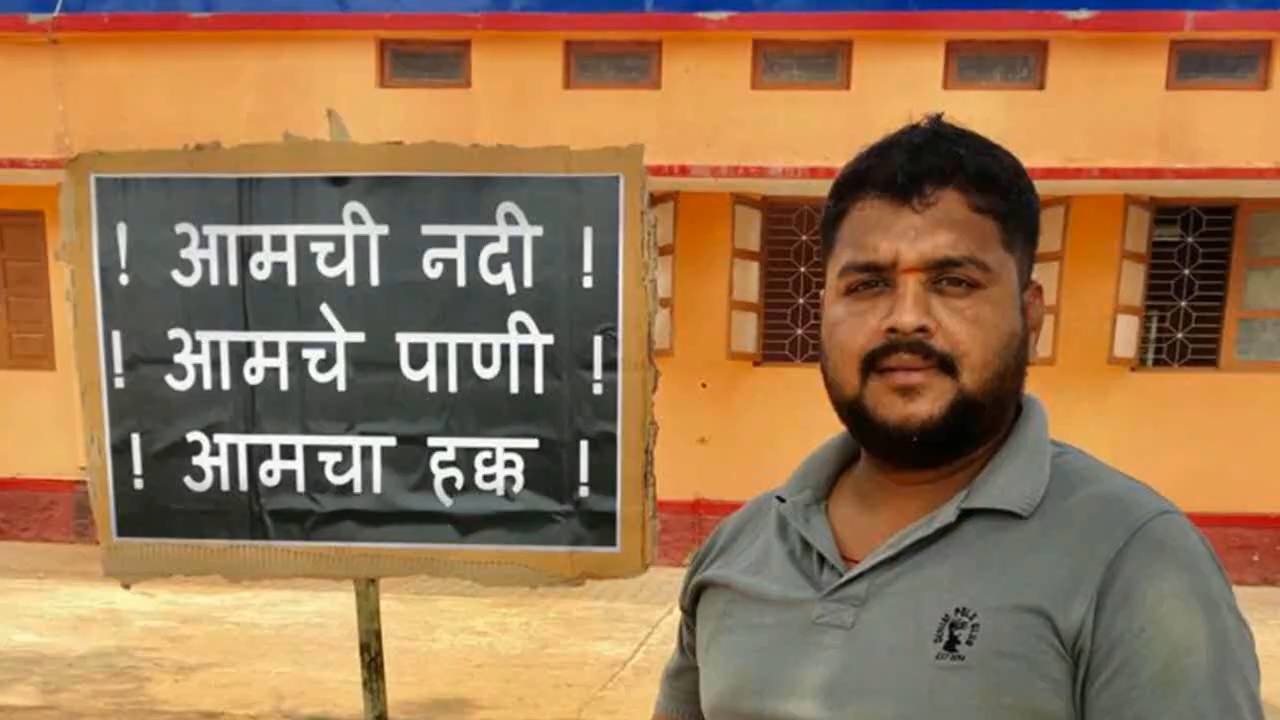 ! आमची नदी !
! आमचे पाणी !
! आमचा हक्क !